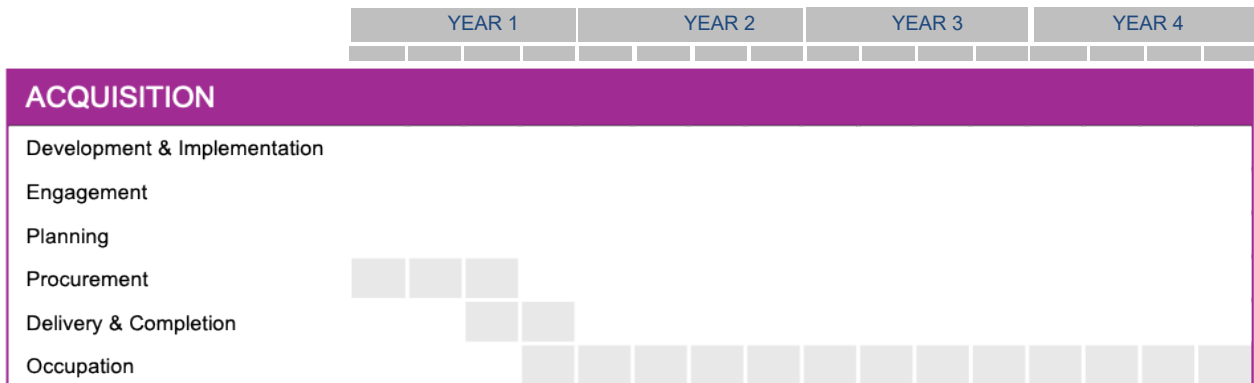 YEAR 1 YEAR 2 YEAR 3 YEAR 4
ACQUISITION
Development & Implementation
Engagement
Planning
Procurement
Delivery & Completion
Occupation